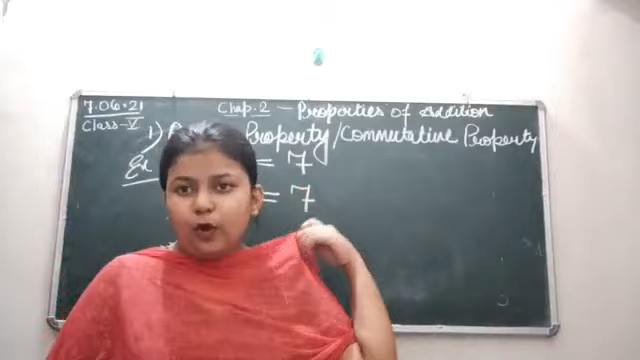 7.06.21
Class-V
Chap. 2 - Properties of Addition
1) Property/Commutative Property
Ex = 7
= 7